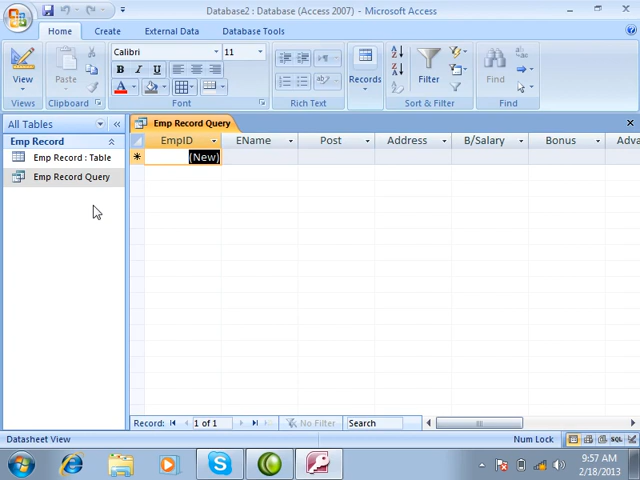 Database2 : Database (Access 2007) - Microsoft Access
Home Create External Data Database Tools
View
Views
Paste
Clipboard
Calibri 11
B I U
A
ab
Rich Text
Records
Filter
Sort & Filter
Find
Find
All Tables
Emp Record
Emp Record : Table
Emp Record Query
Emp Record Query
EmpID EName Post Address B/Salary Bonus Adva
(New)
Record: 1 of 1 No Filter Search
Datasheet View Num Lock SQL
9:57 AM
2/18/2013